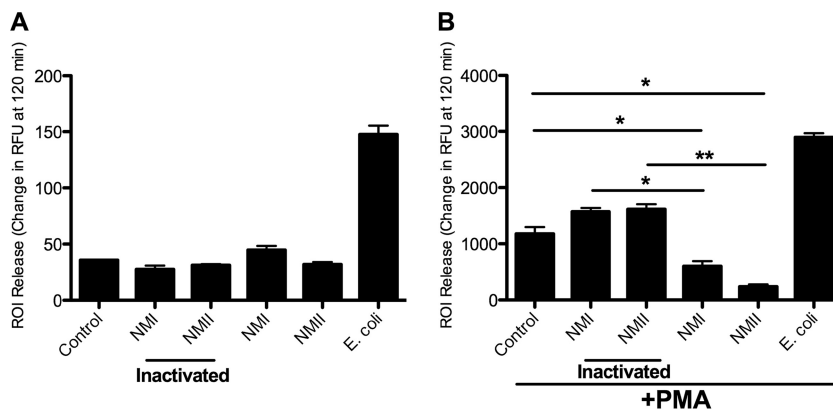 A
ROI Release (Change in RFU at 120 min)
200
150
100
50
0
Control
NMI
NMII
NMI
NMII
E. coli
Inactivated
B
ROI Release (Change in RFU at 120 min)
4000
3000
2000
1000
0
*
*
**
*
Control
NMI
NMII
NMI
NMII
E. coli
Inactivated
+PMA